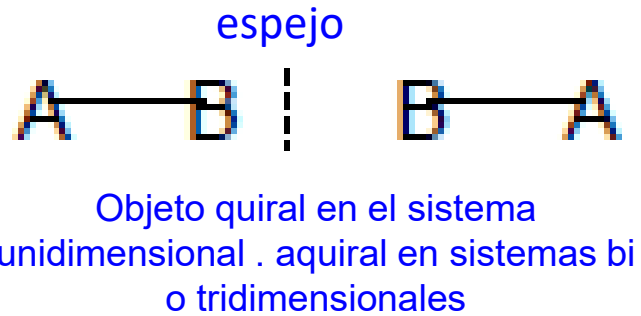 espejo
A B B A
Objeto quiral en el sistema
unidimensional . aquiral en sistemas bi
o tridimensionales